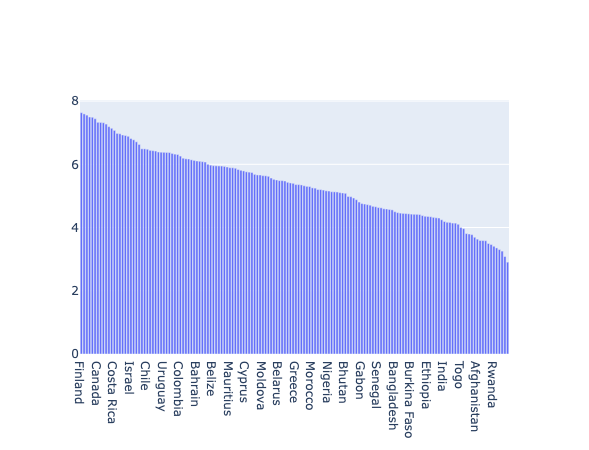 8
6
4
2
0
Finland
Canada
Costa Rica
Israel
Chile
Uruguay
Colombia
Bahrain
Belize
Mauritius
Cyprus
Moldova
Belarus
Greece
Morocco
Nigeria
Bhutan
Gabon
Senegal
Bangladesh
Burkina Faso
Ethiopia
India
Togo
Afghanistan
Rwanda